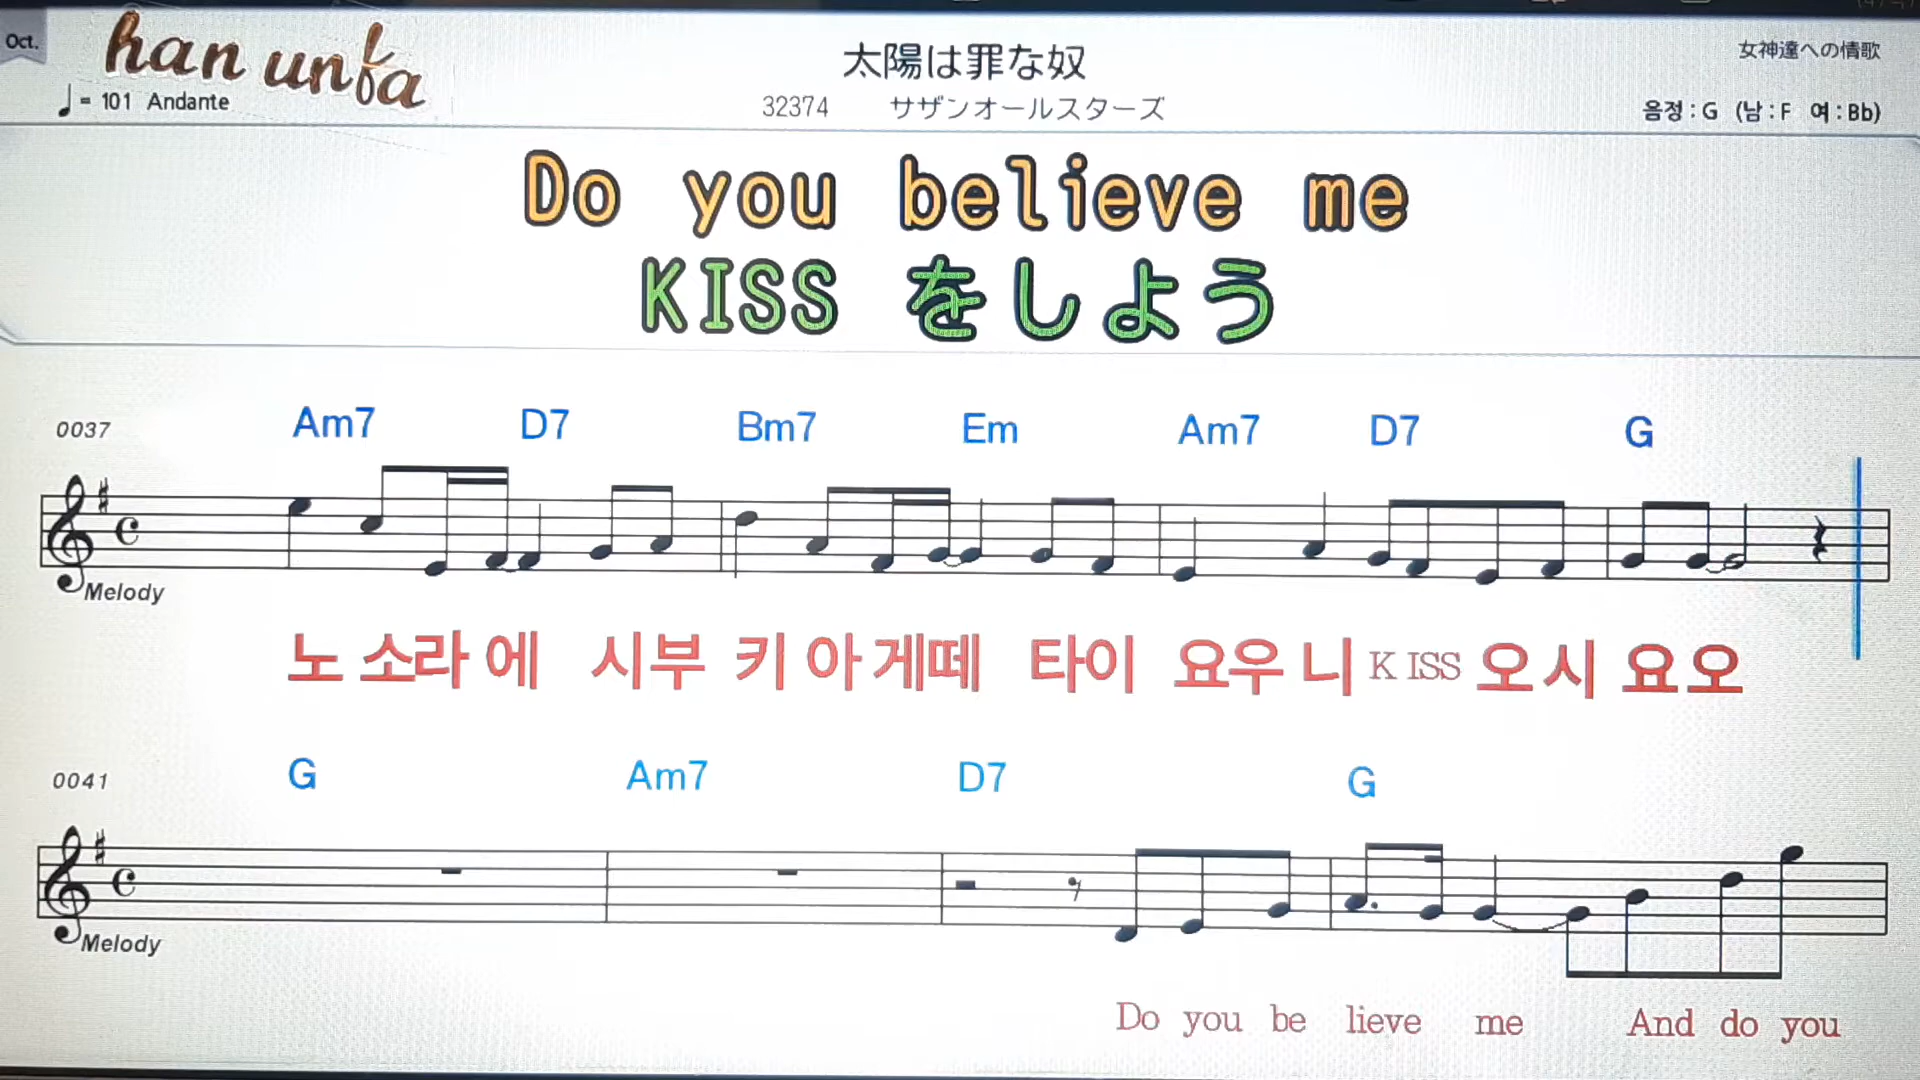 Oct.
han unfa
= 101 Andante
太陽は罪な奴
32374 サザンオールスターズ
女神達への情歌
음정 : G (남 : F 여 : Bb)
Do you believe me
KISS をしよう
0037
Am7 D7 Bm7 Em Am7 D7 G
Melody
노 소라 에 시부 키 아게떼 타이 요우 니 K ISS 오 시 요 오
0041
G Am7 D7 G
Melody
Do you be lieve me And do you